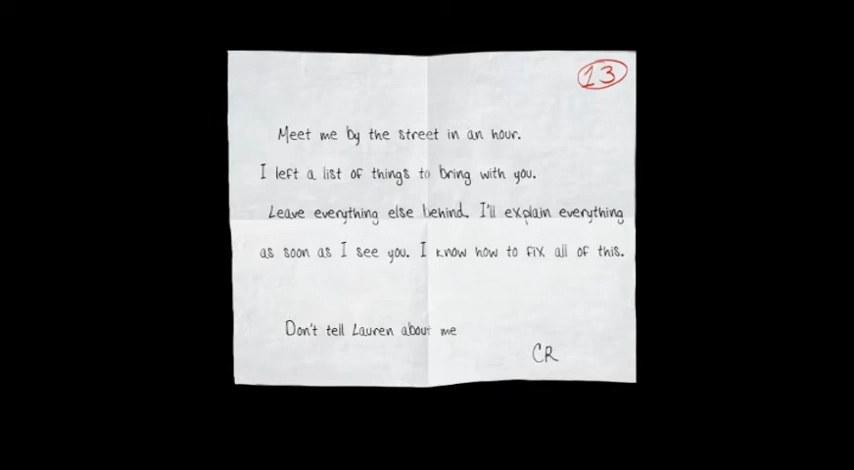 13
Meet me by the street in an hour.
I left a list of things to bring with you.
Leave everything else behind. I'll explain everything
as soon as I see you. I know how to fix all of this.
Don't tell Lauren about me
CR